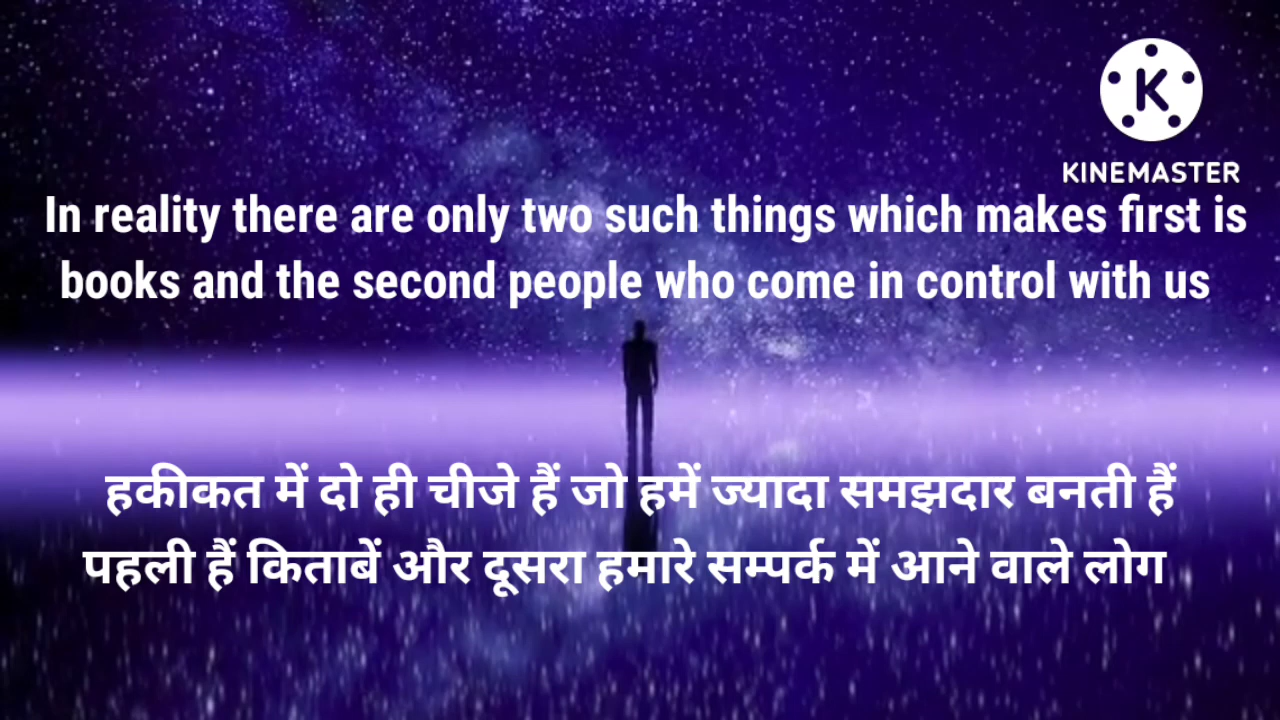 K
KINEMASTER
In reality there are only two such things which makes first is
books and the second people who come in control with us
हकीकत में दो ही चीजे हैं जो हमें ज्यादा समझदार बनती हैं
पहली हैं किताबें और दूसरा हमारे सम्पर्क में आने वाले लोग